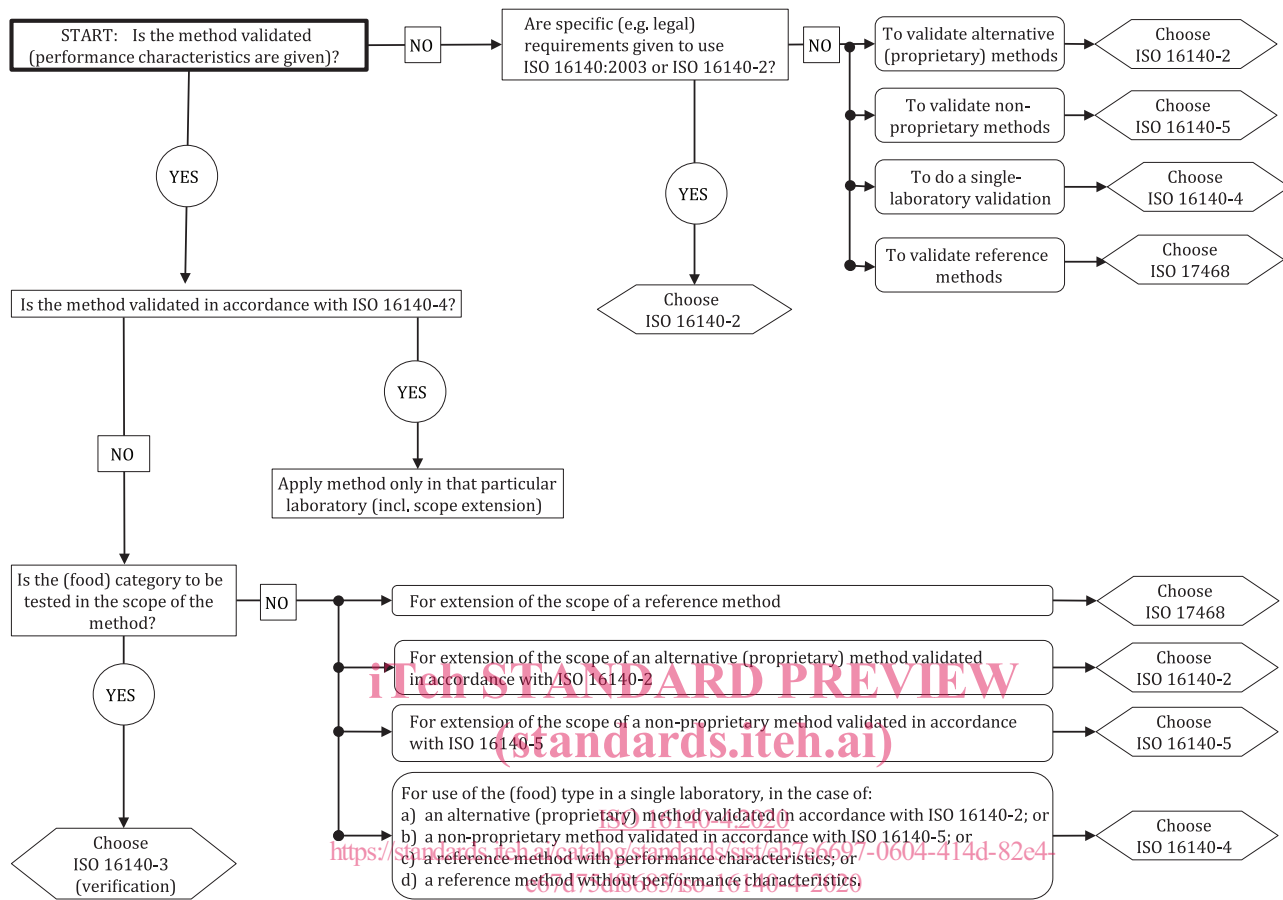 START: Is the method validated
(performance characteristics are given)?
NO
Are specific (e.g. legal)
requirements given to use
ISO 16140:2003 or ISO 16140-2?
NO
To validate alternative
(proprietary) methods
Choose
ISO 16140-2
To validate non-
proprietary methods
Choose
ISO 16140-5
YES
YES
To do a single-
laboratory validation
Choose
ISO 16140-4
To validate reference
methods
Choose
ISO 17468
Is the method validated in accordance with ISO 16140-4?
Choose
ISO 16140-2
YES
NO
Apply method only in that particular
laboratory (incl. scope extension)
Is the (food) category to be
tested in the scope of the
method?
NO
For extension of the scope of a reference method
Choose
ISO 17468
For extension of the scope of an alternative (proprietary) method validated
in accordance with ISO 16140-2
Choose
ISO 16140-2
iTeh STANDARD PREVIEW
YES
For extension of the scope of a non-proprietary method validated in accordance
with ISO 16140-5
Choose
ISO 16140-5
(standards.iteh.ai)
For use of the (food) type in a single laboratory, in the case of:
a) an alternative (proprietary) method validated in accordance with ISO 16140-2; or
b) a non-proprietary method validated in accordance with ISO 16140-5; or
c) a reference method with performance characteristics; or
d) a reference method without performance characteristics.
Choose
ISO 16140-4
ISO 16140-4:2020
Choose
ISO 16140-3
(verification)